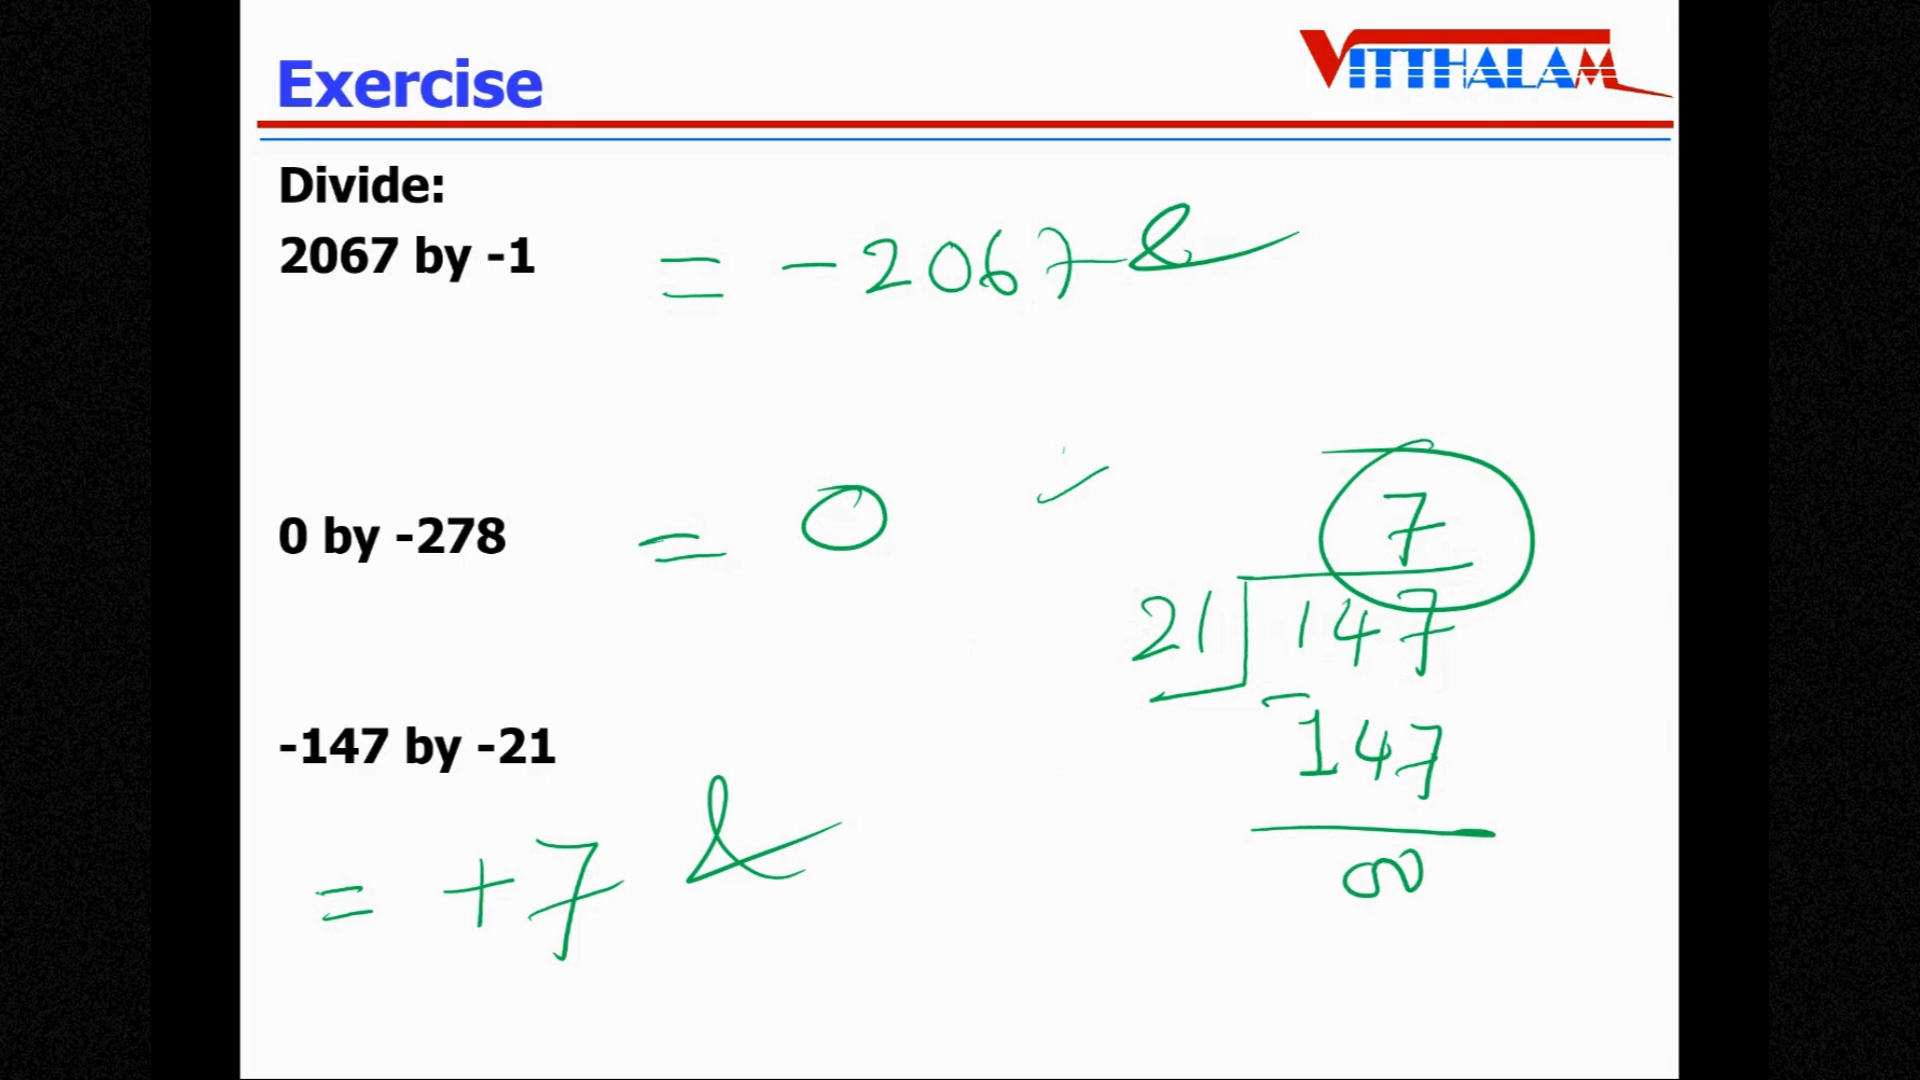 Exercise
VITTHALAM
Divide:
2067 by -1 = -2067
0 by -278 = 0
-147 by -21
= +7
7
21 147
- 147
00